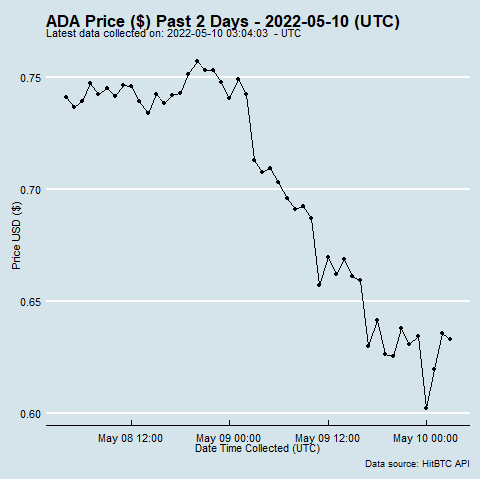 ADA Price ($) Past 2 Days - 2022-05-10 (UTC)
Latest data collected on: 2022-05-10 03:04:03  - UTC
0.75
0.70
0.65
0.60
Price USD ($)
May 08 12:00 May 09 00:00 May 09 12:00 May 10 00:00
Date Time Collected (UTC)
Data source: HitBTC API